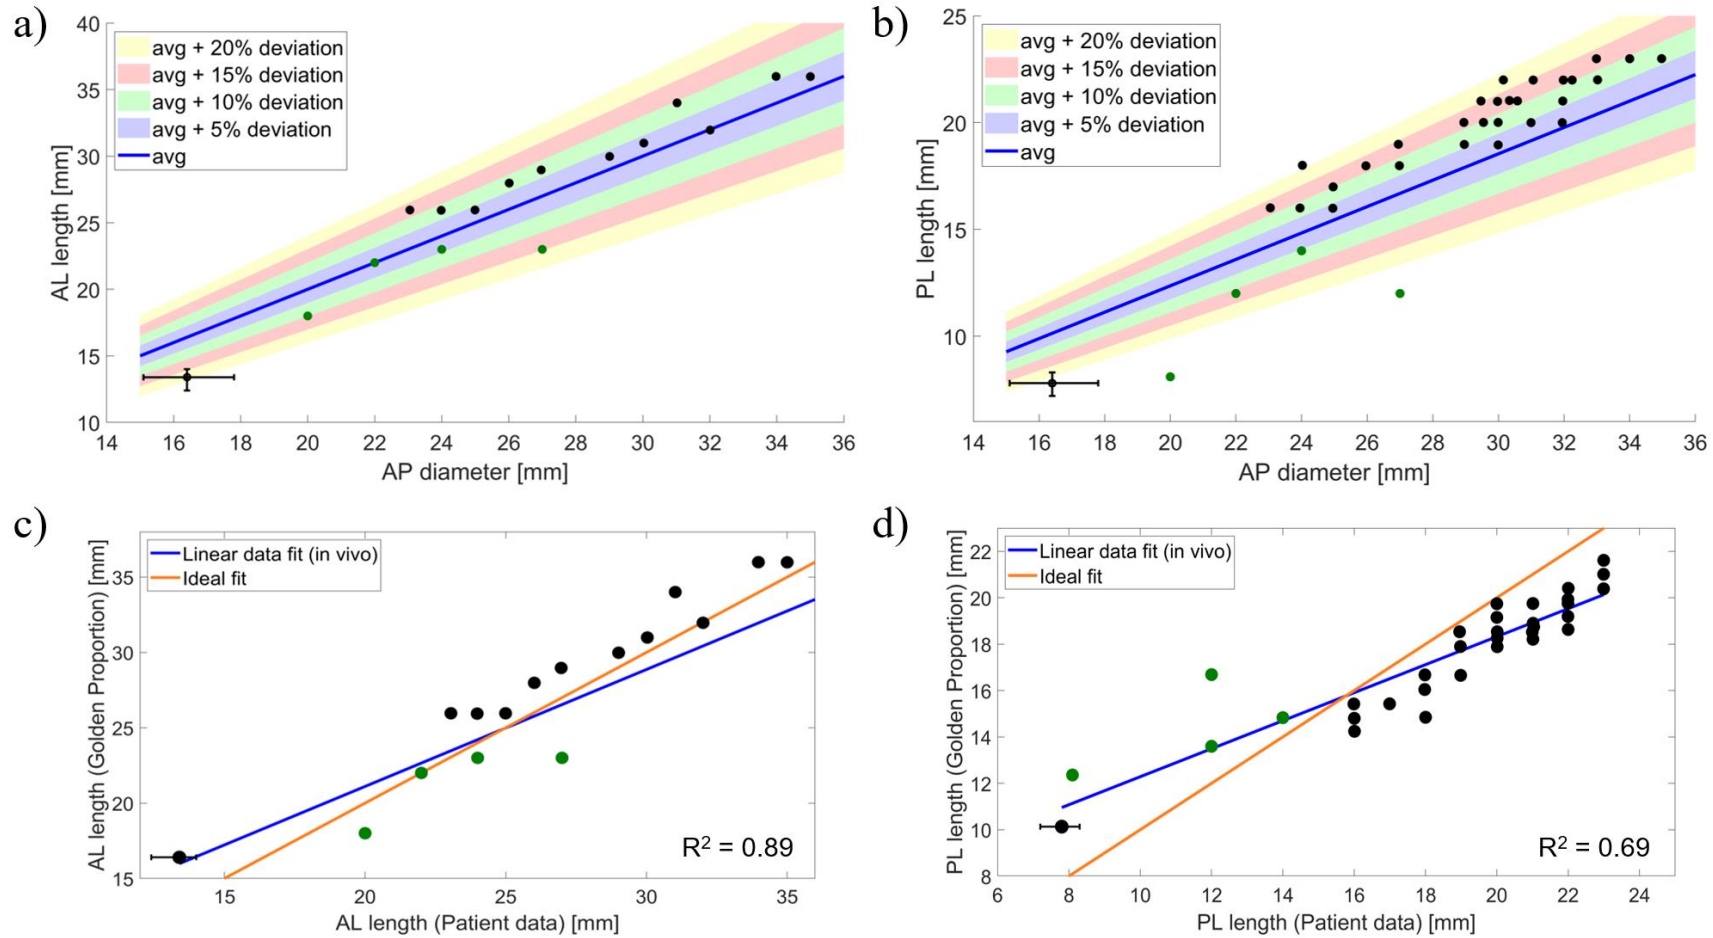 a)
40
35
30
25
20
15
10
AL length [mm]
avg + 20% deviation
avg + 15% deviation
avg + 10% deviation
avg + 5% deviation
avg
14 16 18 20 22 24 26 28 30 32 34 36
AP diameter [mm]
b)
25
20
15
10
PL length [mm]
avg + 20% deviation
avg + 15% deviation
avg + 10% deviation
avg + 5% deviation
avg
14 16 18 20 22 24 26 28 30 32 34 36
AP diameter [mm]
c)
35
30
25
20
15
AL length (Golden Proportion) [mm]
Linear data fit (in vivo)
Ideal fit
R² = 0.89
15 20 25 30 35
AL length (Patient data) [mm]
d)
22
20
18
16
14
12
10
8
PL length (Golden Proportion) [mm]
Linear data fit (in vivo)
Ideal fit
R² = 0.69
6 8 10 12 14 16 18 20 22 24
PL length (Patient data) [mm]